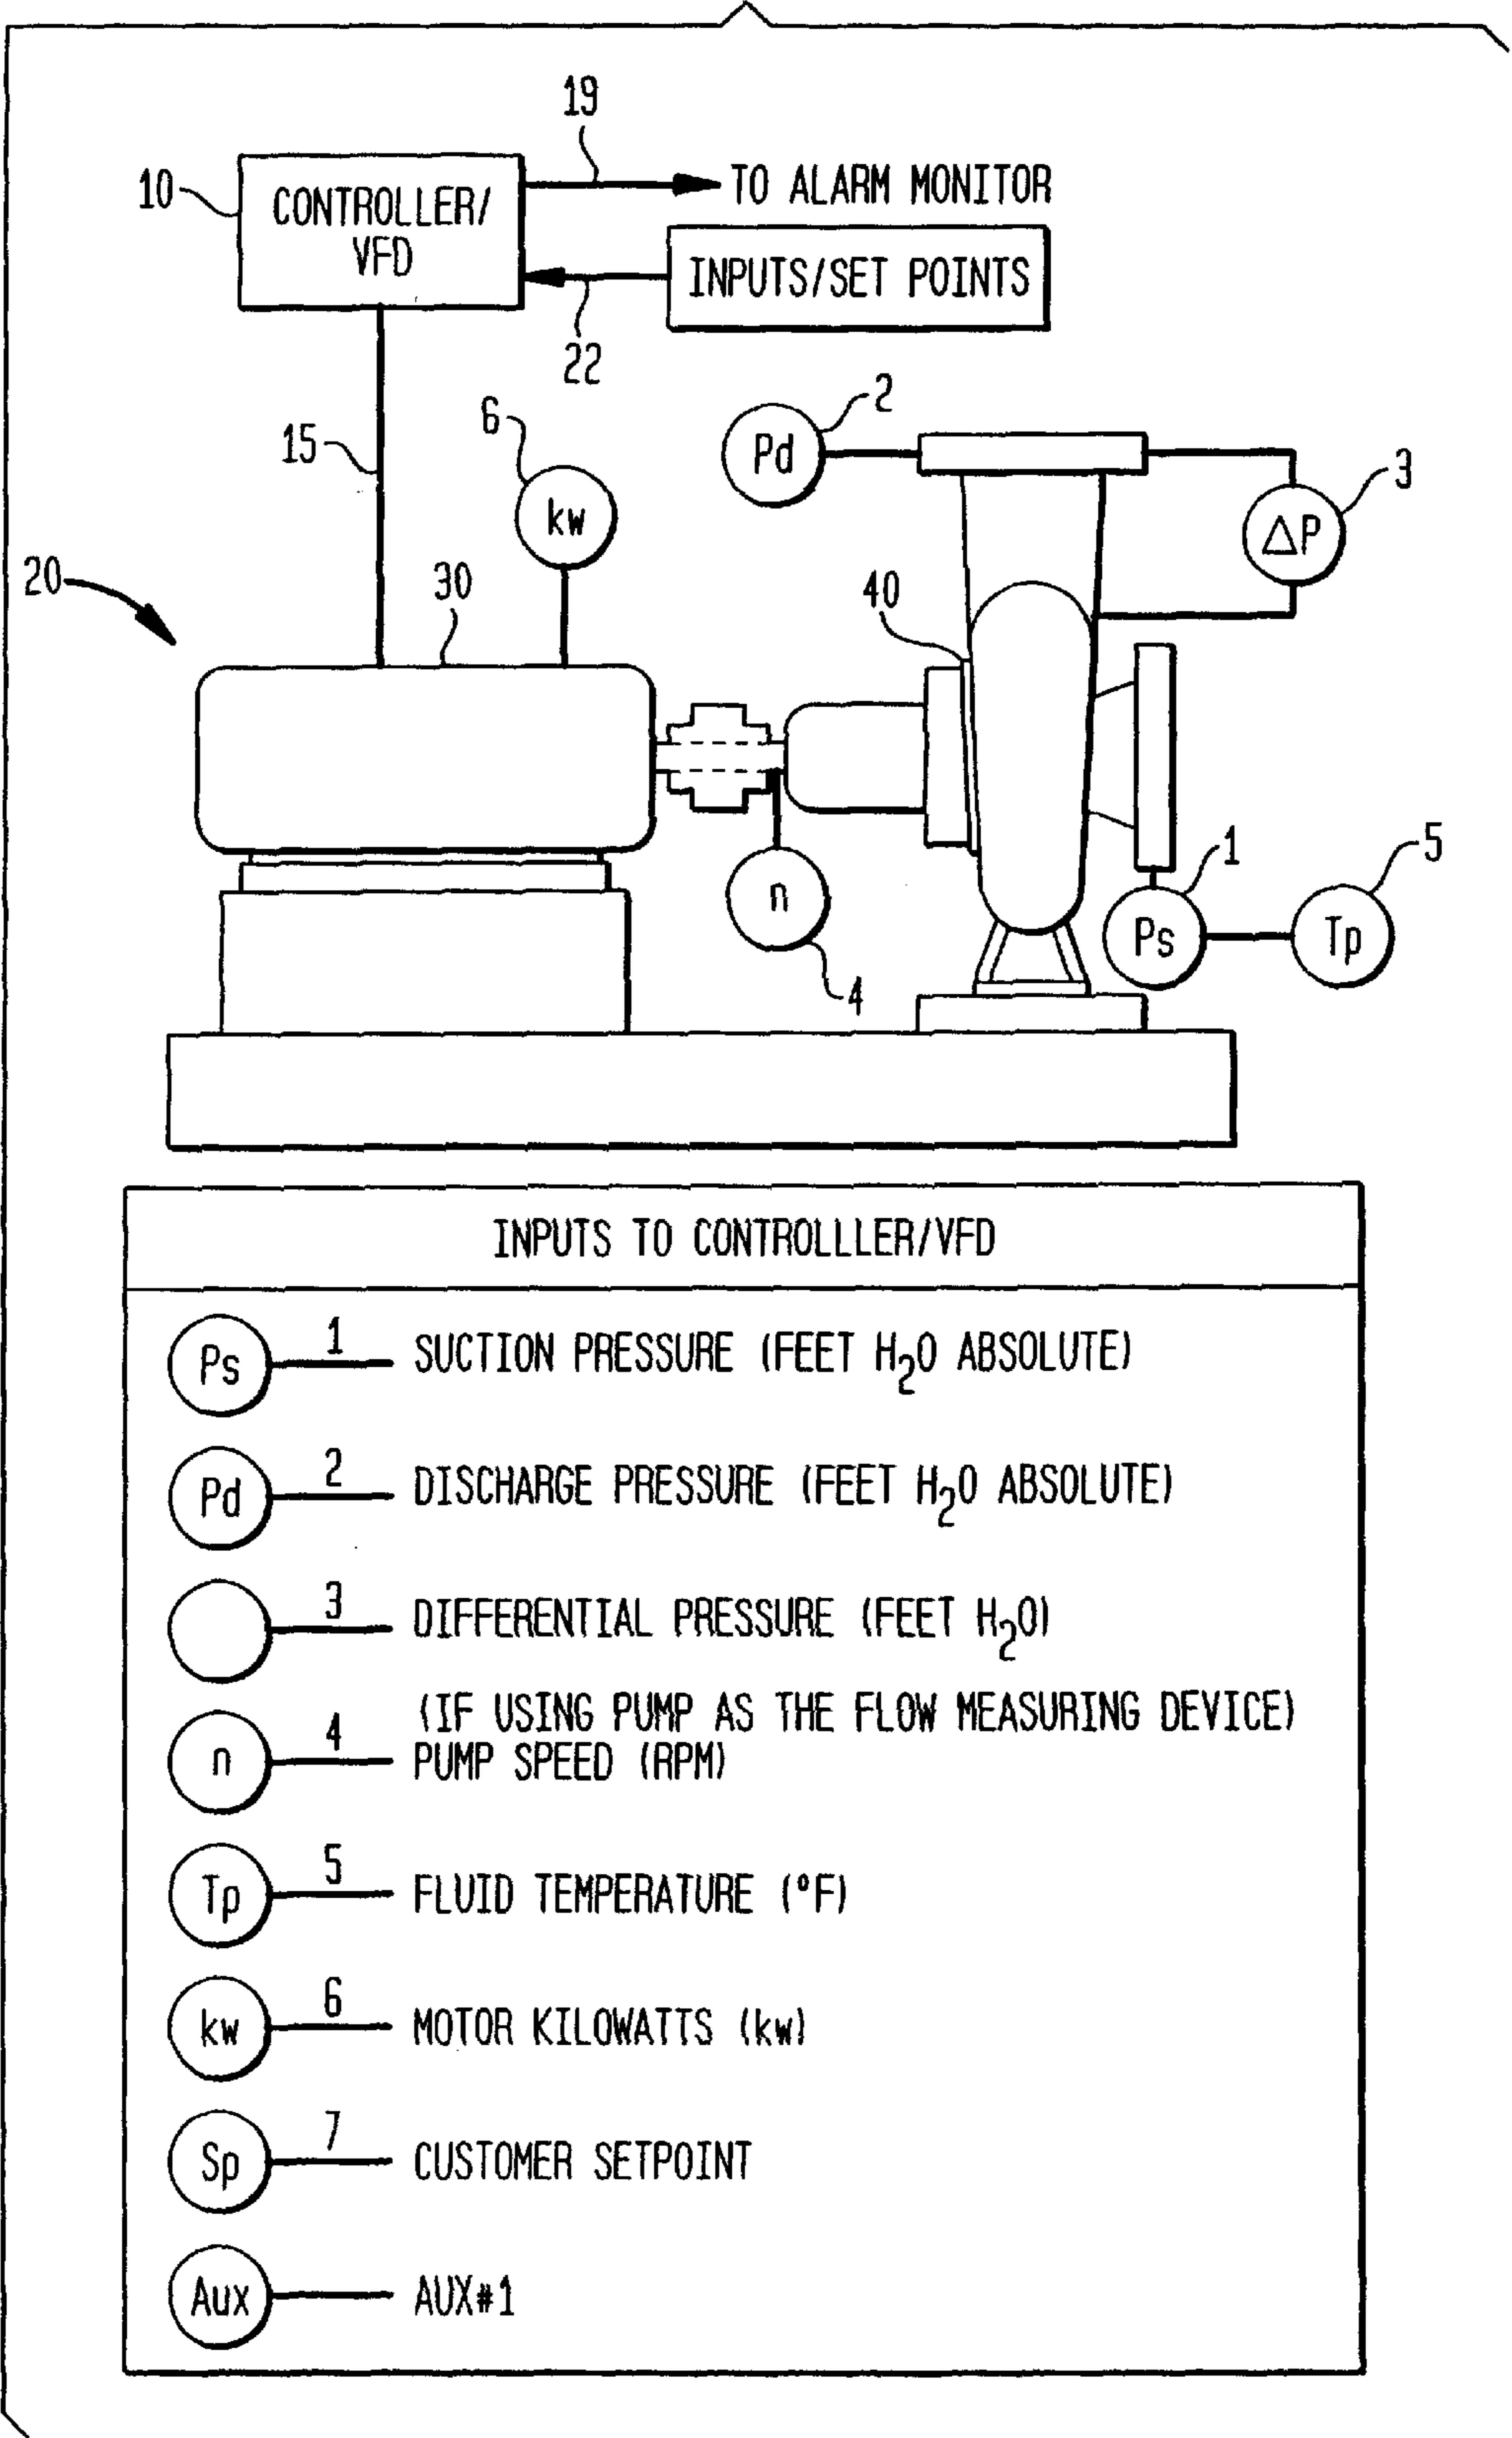 19
10
CONTROLLER/
VFD
TO ALARM MONITOR
INPUTS/SET POINTS
22
2
6
Pd
15
3
kw
ΔP
20
30
40
1
5
n
Ps
Tp
4
INPUTS TO CONTROLLLER/VFD
Ps 1 SUCTION PRESSURE (FEET H₂O ABSOLUTE)
Pd 2 DISCHARGE PRESSURE (FEET H₂O ABSOLUTE)
3 DIFFERENTIAL PRESSURE (FEET H₂O)
(IF USING PUMP AS THE FLOW MEASURING DEVICE)
n 4 PUMP SPEED (RPM)
Tp 5 FLUID TEMPERATURE (°F)
kw 6 MOTOR KILOWATTS (kw)
Sp 7 CUSTOMER SETPOINT
Aux AUX#1